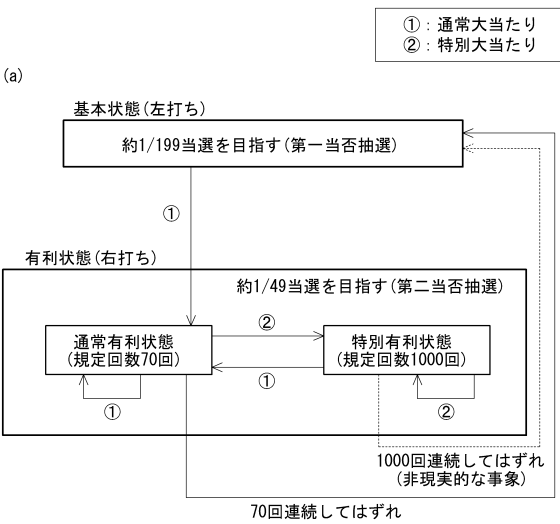 ①：通常大当たり
②：特別大当たり
(a)
基本状態(左打ち)
約1/199当選を目指す(第一当否抽選)
①
有利状態(右打ち)
約1/49当選を目指す(第二当否抽選)
通常有利状態
(規定回数70回)
②
特別有利状態
(規定回数1000回)
①
①
②
1000回連続してはずれ
(非現実的な事象)
70回連続してはずれ